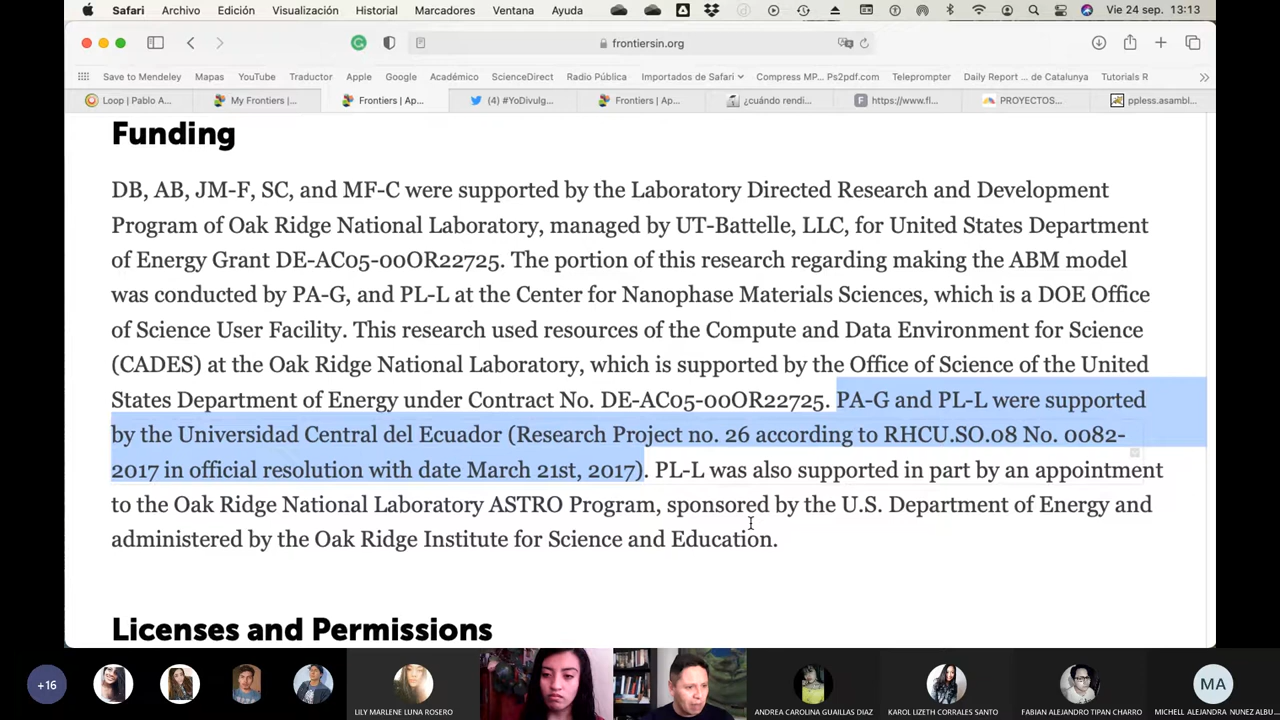 Safari Archivo Edición Visualización Historial Marcadores Ventana Ayuda Vie 24 sep. 13:13
frontiersin.org
Save to Mendeley Mapas YouTube Traductor Apple Google Académico ScienceDirect Radio Pública Importados de Safari Compress MP... Ps2pdf.com Teleprompter Daily Report ... de Catalunya Tutorials R
Loop | Pablo A... My Frontiers |... Frontiers | Ap... (4) #YoDivulg... Frontiers | Ap... ¿cuándo rendi... https://www.fl... PROYECTOS... ppless.asambl...
Funding
DB, AB, JM-F, SC, and MF-C were supported by the Laboratory Directed Research and Development
Program of Oak Ridge National Laboratory, managed by UT-Battelle, LLC, for United States Department
of Energy Grant DE-AC05-00OR22725. The portion of this research regarding making the ABM model
was conducted by PA-G, and PL-L at the Center for Nanophase Materials Sciences, which is a DOE Office
of Science User Facility. This research used resources of the Compute and Data Environment for Science
(CADES) at the Oak Ridge National Laboratory, which is supported by the Office of Science of the United
States Department of Energy under Contract No. DE-AC05-00OR22725. PA-G and PL-L were supported
by the Universidad Central del Ecuador (Research Project no. 26 according to RHCU.SO.08 No. 0082-
2017 in official resolution with date March 21st, 2017). PL-L was also supported in part by an appointment
to the Oak Ridge National Laboratory ASTRO Program, sponsored by the U.S. Department of Energy and
administered by the Oak Ridge Institute for Science and Education.
Licenses and Permissions
+16
MA
LILY MARLENE LUNA ROSERO ANDREA CAROLINA GUAILLAS DIAZ KAROL LIZETH CORRALES SANTO FABIAN ALEJANDRO TIPAN CHARRO MICHELL ALEJANDRA NUNEZ ALBU...